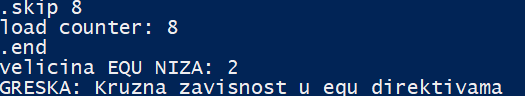 .skip 8
load counter: 8
.end
velicina EQU NIZA: 2
GRESKA: Kruzna zavisnost u equ direktivama